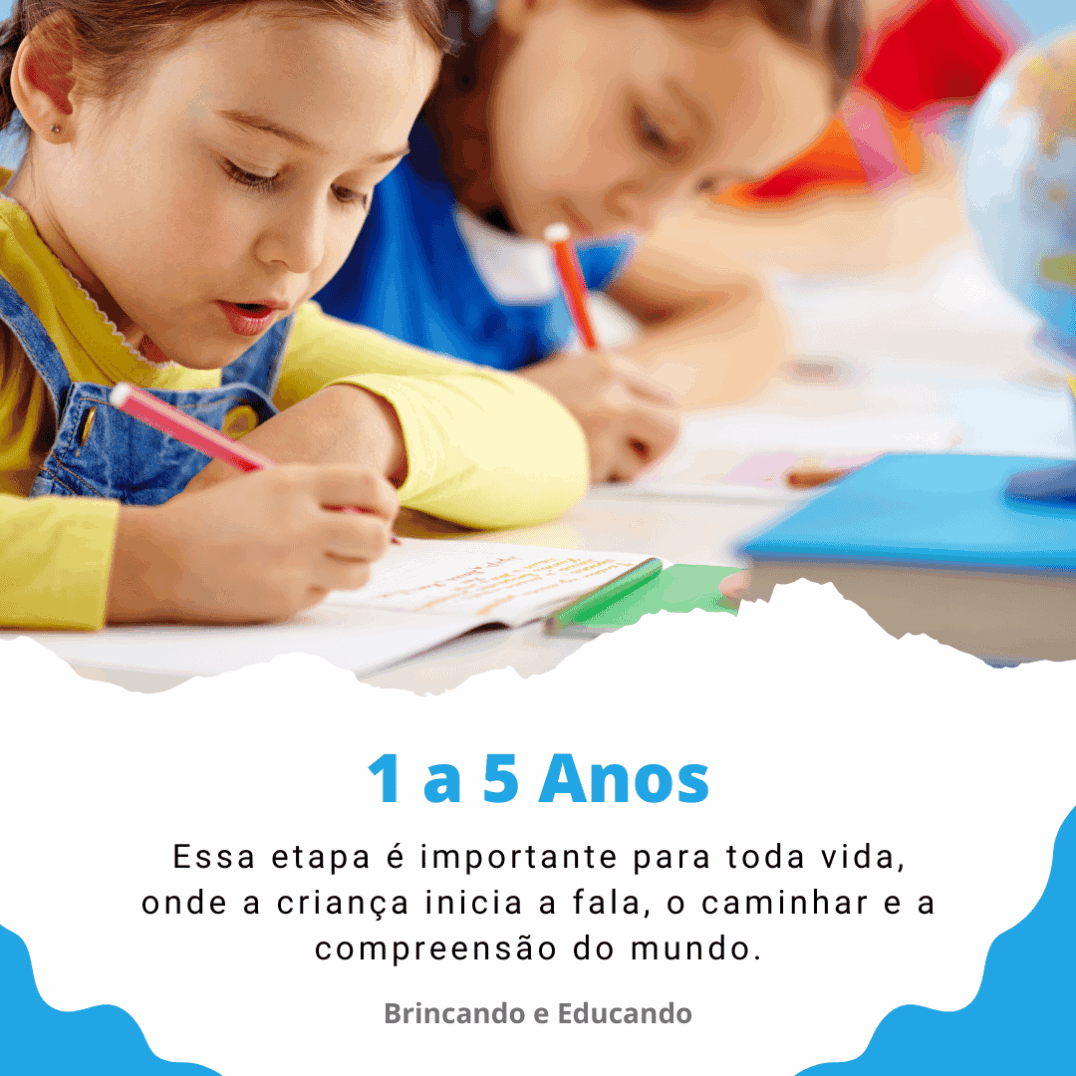 1 a 5 Anos
Essa etapa é importante para toda vida,
onde a criança inicia a fala, o caminhar e a
compreensão do mundo.
Brincando e Educando